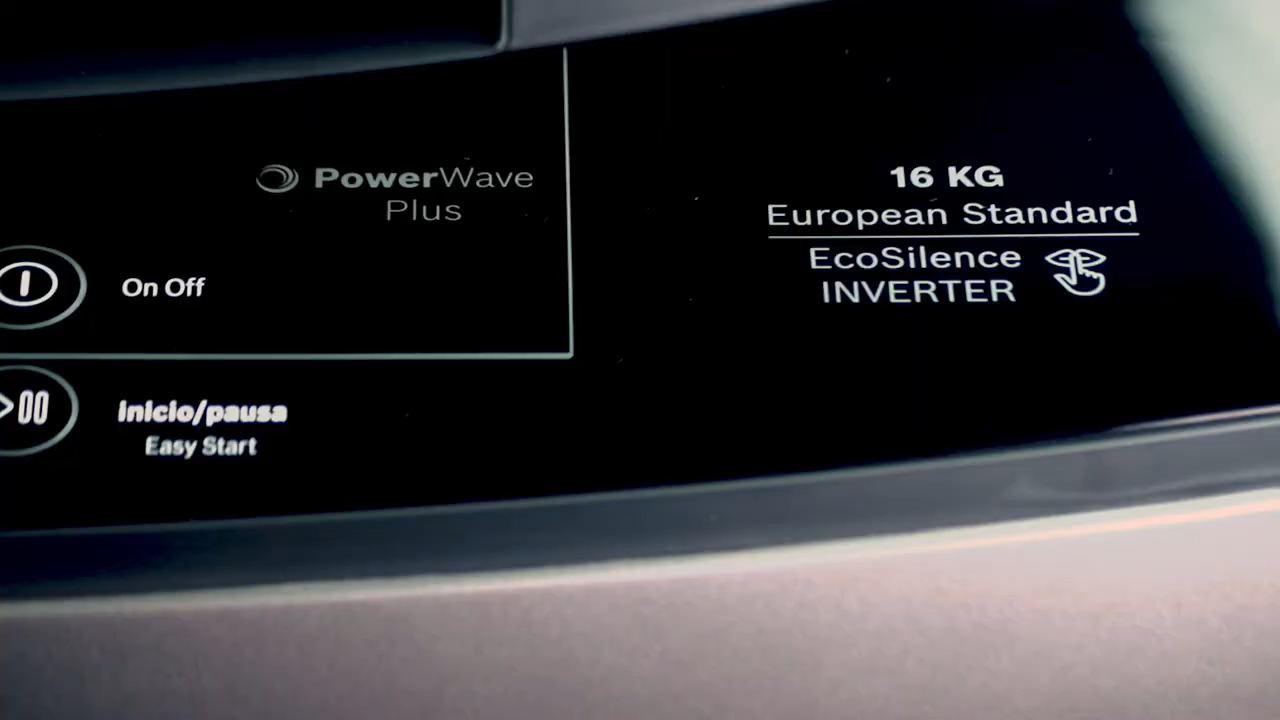 PowerWave
Plus
On Off
inicio/pausa
Easy Start
16 KG
European Standard
EcoSilence
INVERTER